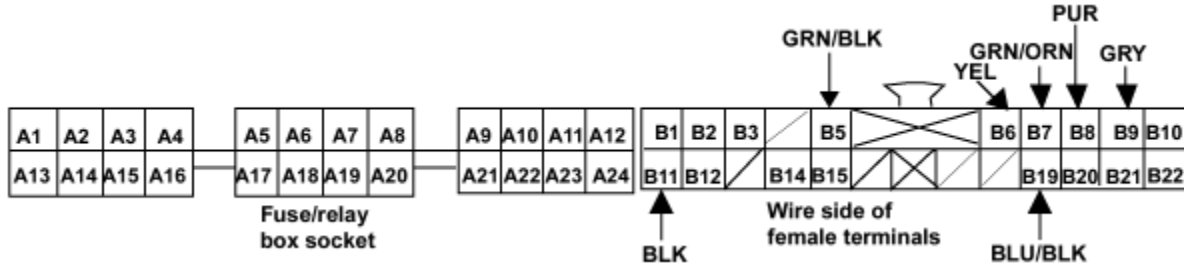 PUR
GRN/BLK
GRN/ORN
GRY
YEL
A1 A2 A3 A4 A5 A6 A7 A8 A9 A10 A11 A12 B1 B2 B3 B5 B6 B7 B8 B9 B10
A13 A14 A15 A16 A17 A18 A19 A20 A21 A22 A23 A24 B11 B12 B14 B15 B19 B20 B21 B22
Fuse/relay
box socket
Wire side of
female terminals
BLK
BLU/BLK